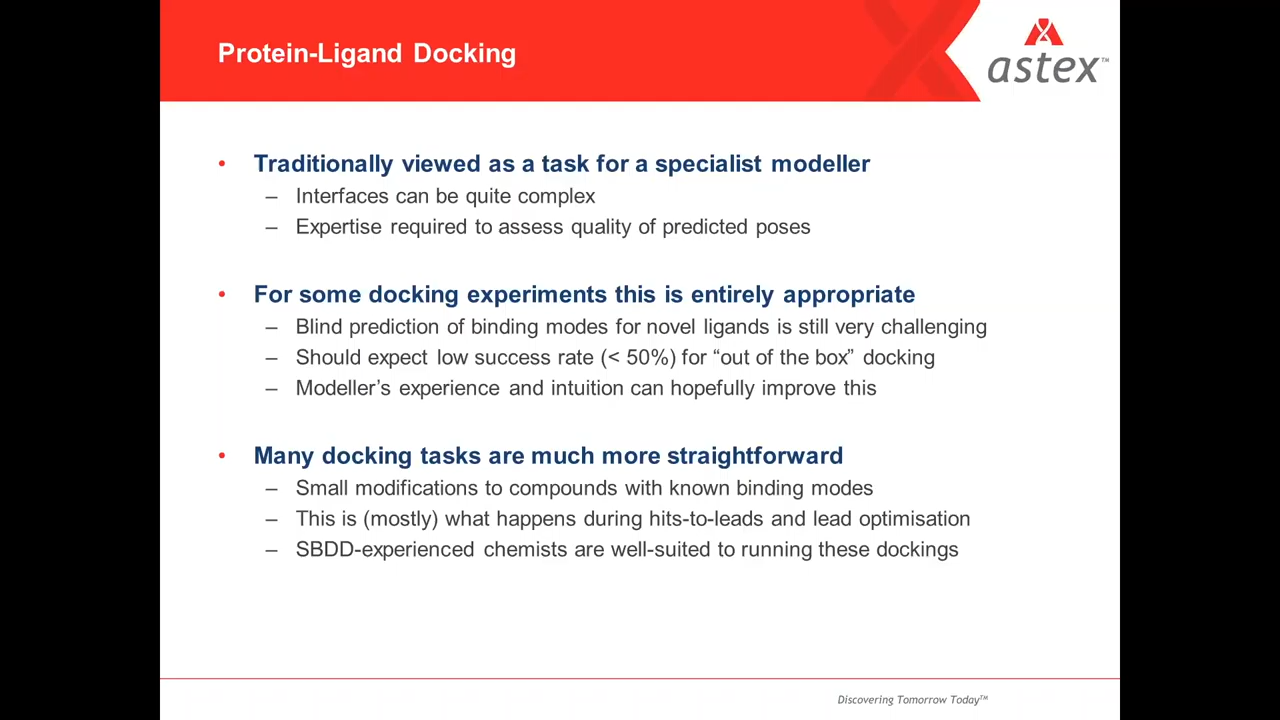 Protein-Ligand Docking
astex™
• Traditionally viewed as a task for a specialist modeller
– Interfaces can be quite complex
– Expertise required to assess quality of predicted poses
• For some docking experiments this is entirely appropriate
– Blind prediction of binding modes for novel ligands is still very challenging
– Should expect low success rate (< 50%) for “out of the box” docking
– Modeller’s experience and intuition can hopefully improve this
• Many docking tasks are much more straightforward
– Small modifications to compounds with known binding modes
– This is (mostly) what happens during hits-to-leads and lead optimisation
– SBDD-experienced chemists are well-suited to running these dockings
Discovering Tomorrow Today™